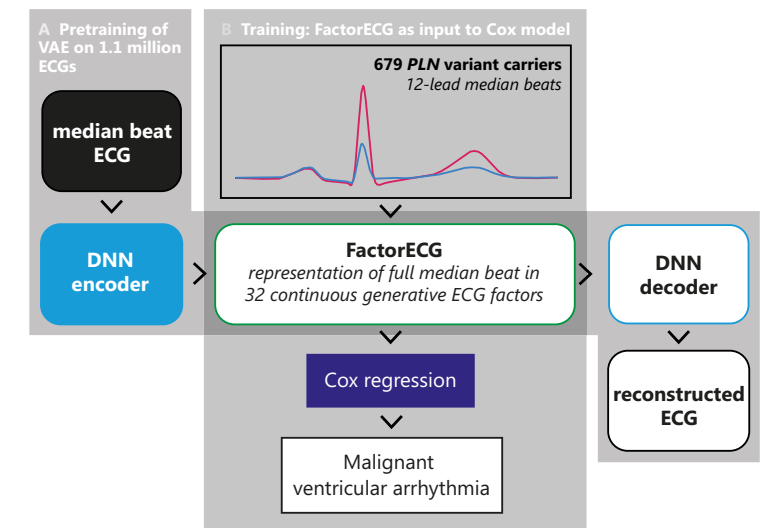 A Pretraining of
VAE on 1.1 million
ECGs
B Training: FactorECG as input to Cox model
679 PLN variant carriers
12-lead median beats
median beat
ECG
DNN
encoder
FactorECG
representation of full median beat in
32 continuous generative ECG factors
DNN
decoder
Cox regression
reconstructed
ECG
Malignant
ventricular arrhythmia